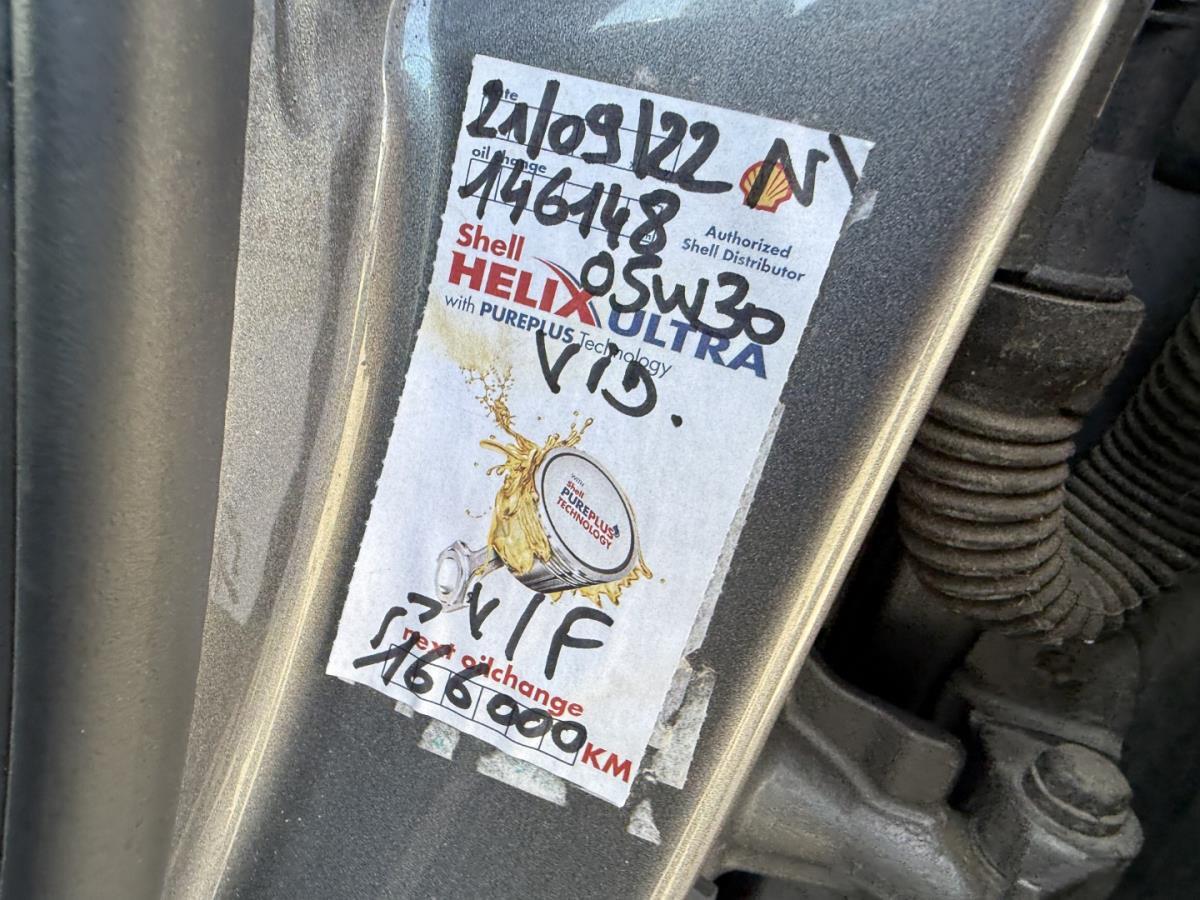 21/09/22 N\
oil change
146148
Authorized
Shell Distributor
Shell
HELIX ULTRA
05W30
with PUREPLUS Technology
VID.
WITH
Shell
PUREPLUS
TECHNOLOGY
V/F
next oilchange
166000 KM